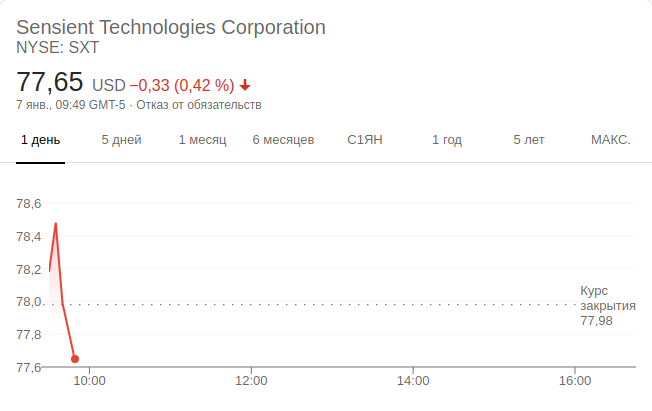 Sensient Technologies Corporation
NYSE: SXT
77,65 USD −0,33 (0,42 %)
7 янв., 09:49 GMT-5 · Отказ от обязательств
1 день 5 дней 1 месяц 6 месяцев С1ЯН 1 год 5 лет МАКС.
78,6
78,4
78,2
78,0
77,8
77,6
Курс
закрытия
77,98
10:00 12:00 14:00 16:00